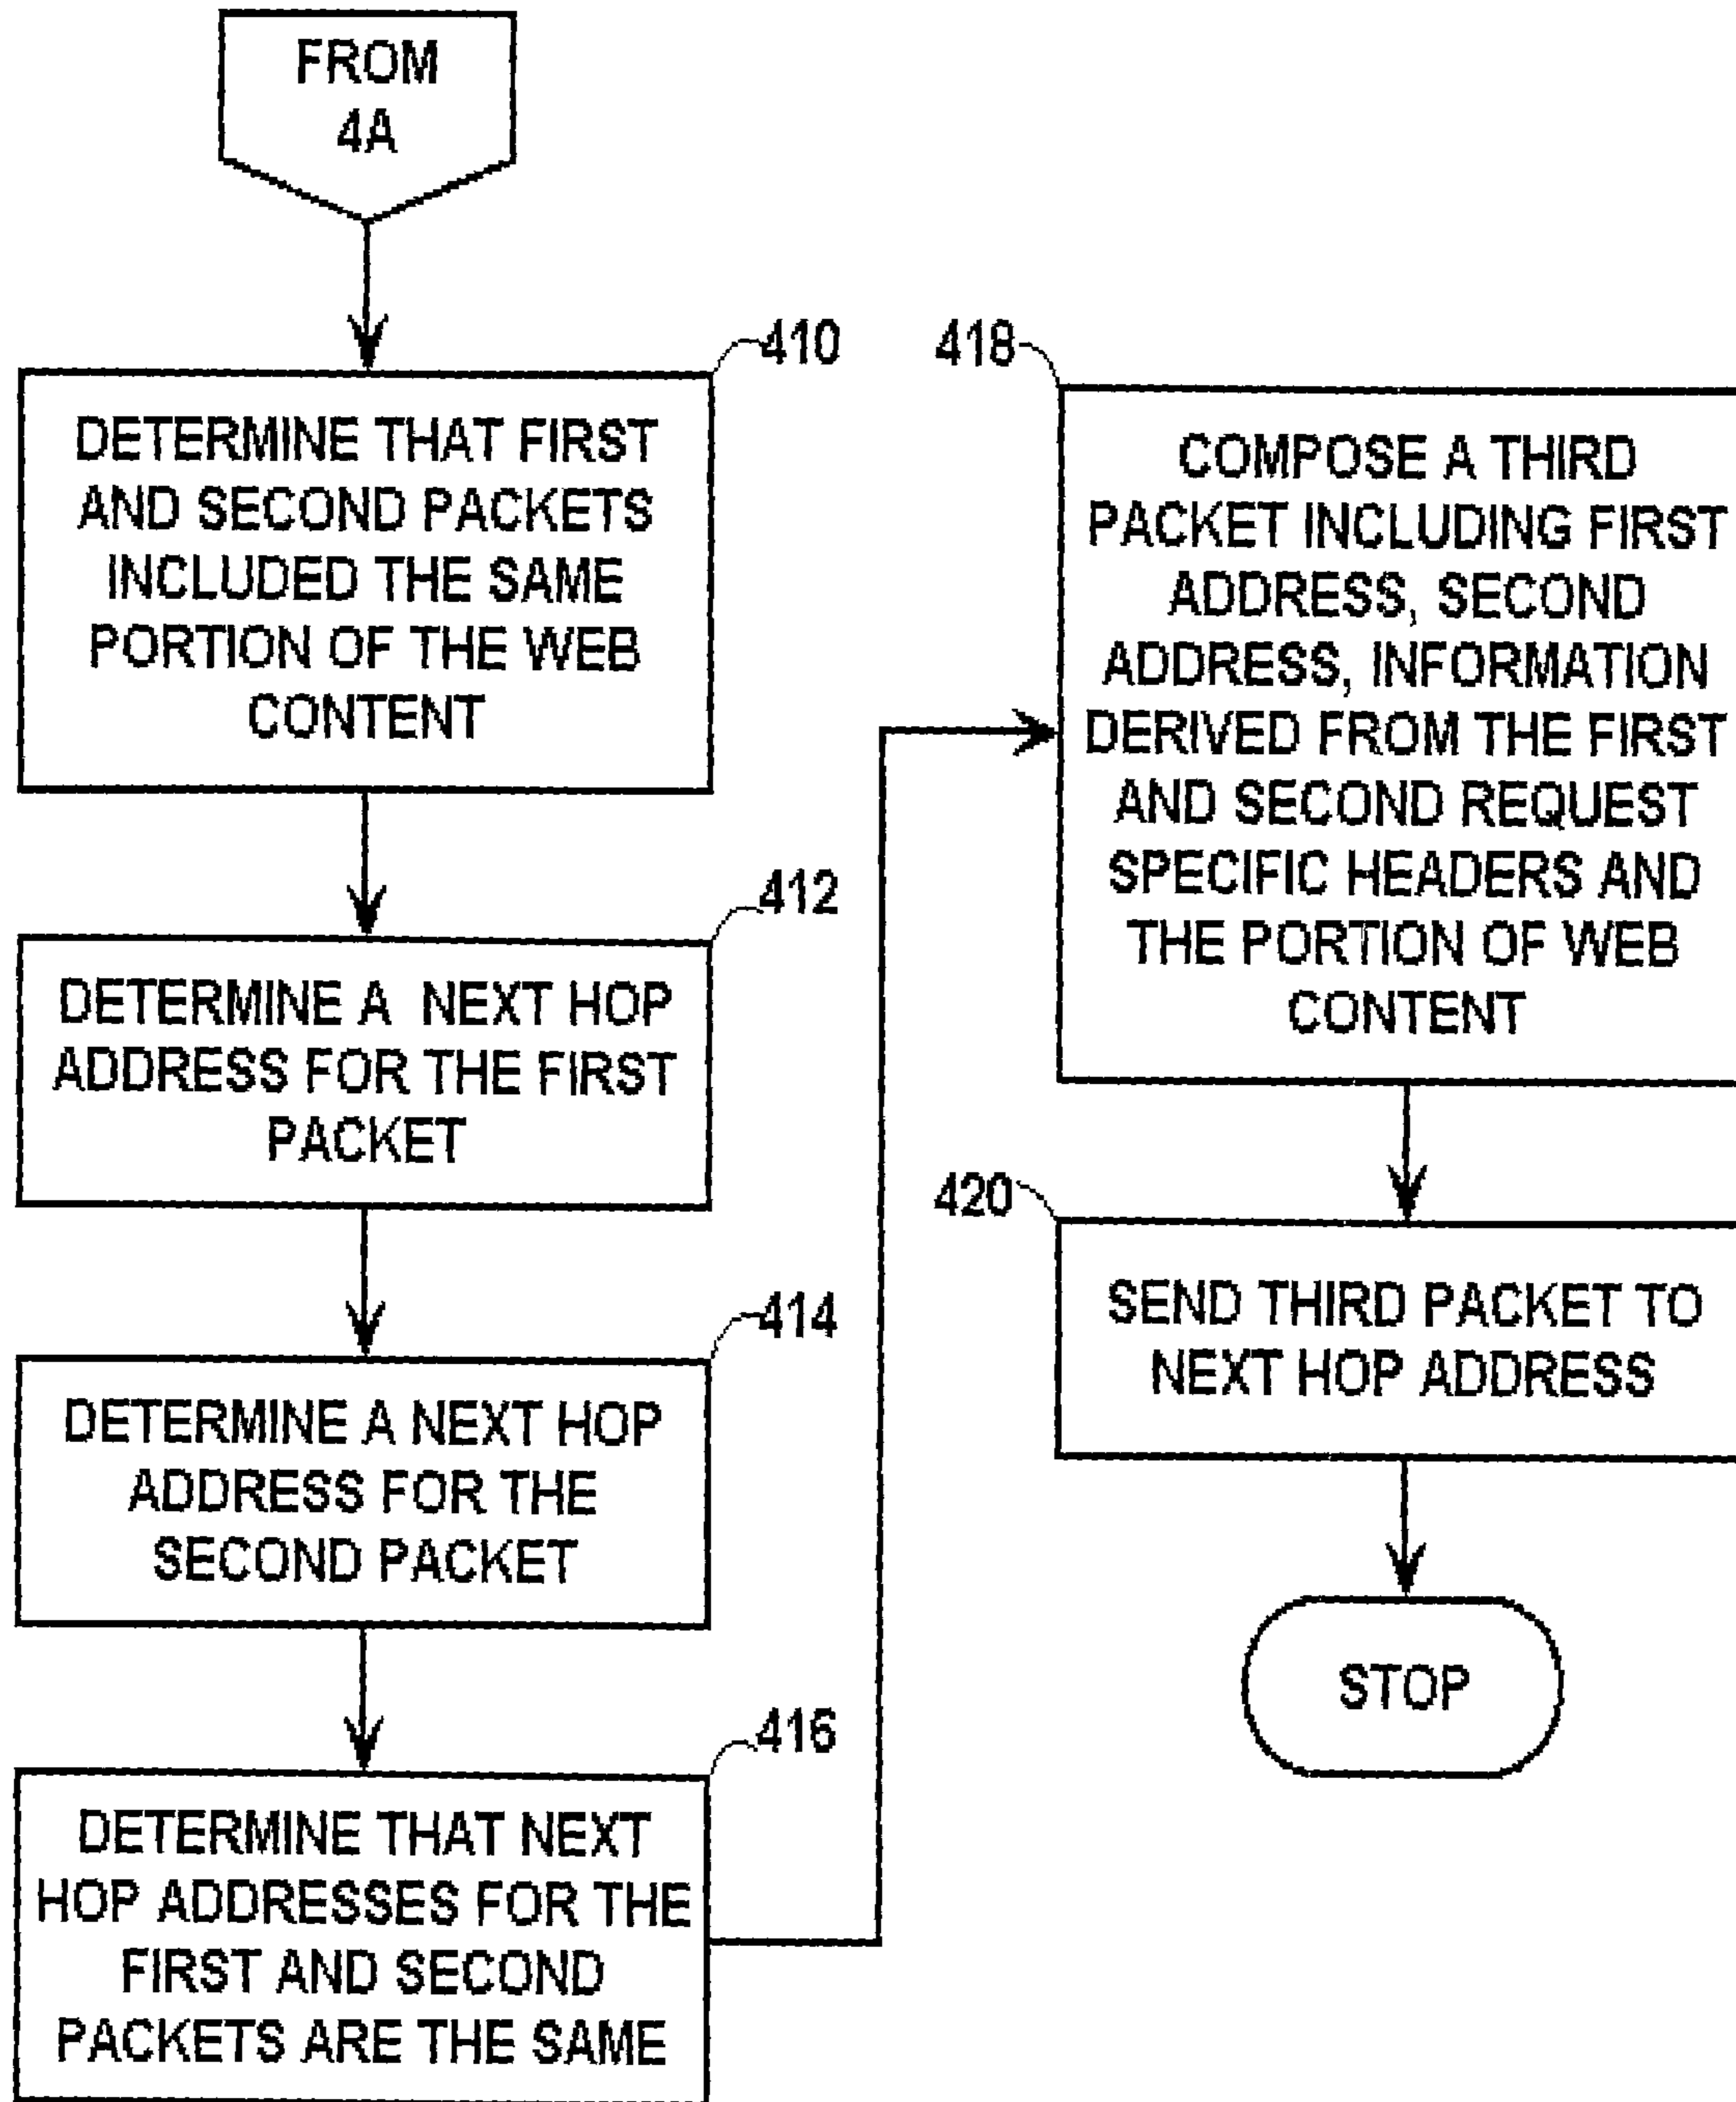 FROM
4A
410
DETERMINE THAT FIRST
AND SECOND PACKETS
INCLUDED THE SAME
PORTION OF THE WEB
CONTENT
412
DETERMINE A NEXT HOP
ADDRESS FOR THE FIRST
PACKET
414
DETERMINE A NEXT HOP
ADDRESS FOR THE
SECOND PACKET
416
DETERMINE THAT NEXT
HOP ADDRESSES FOR THE
FIRST AND SECOND
PACKETS ARE THE SAME
418
COMPOSE A THIRD
PACKET INCLUDING FIRST
ADDRESS, SECOND
ADDRESS, INFORMATION
DERIVED FROM THE FIRST
AND SECOND REQUEST
SPECIFIC HEADERS AND
THE PORTION OF WEB
CONTENT
420
SEND THIRD PACKET TO
NEXT HOP ADDRESS
STOP